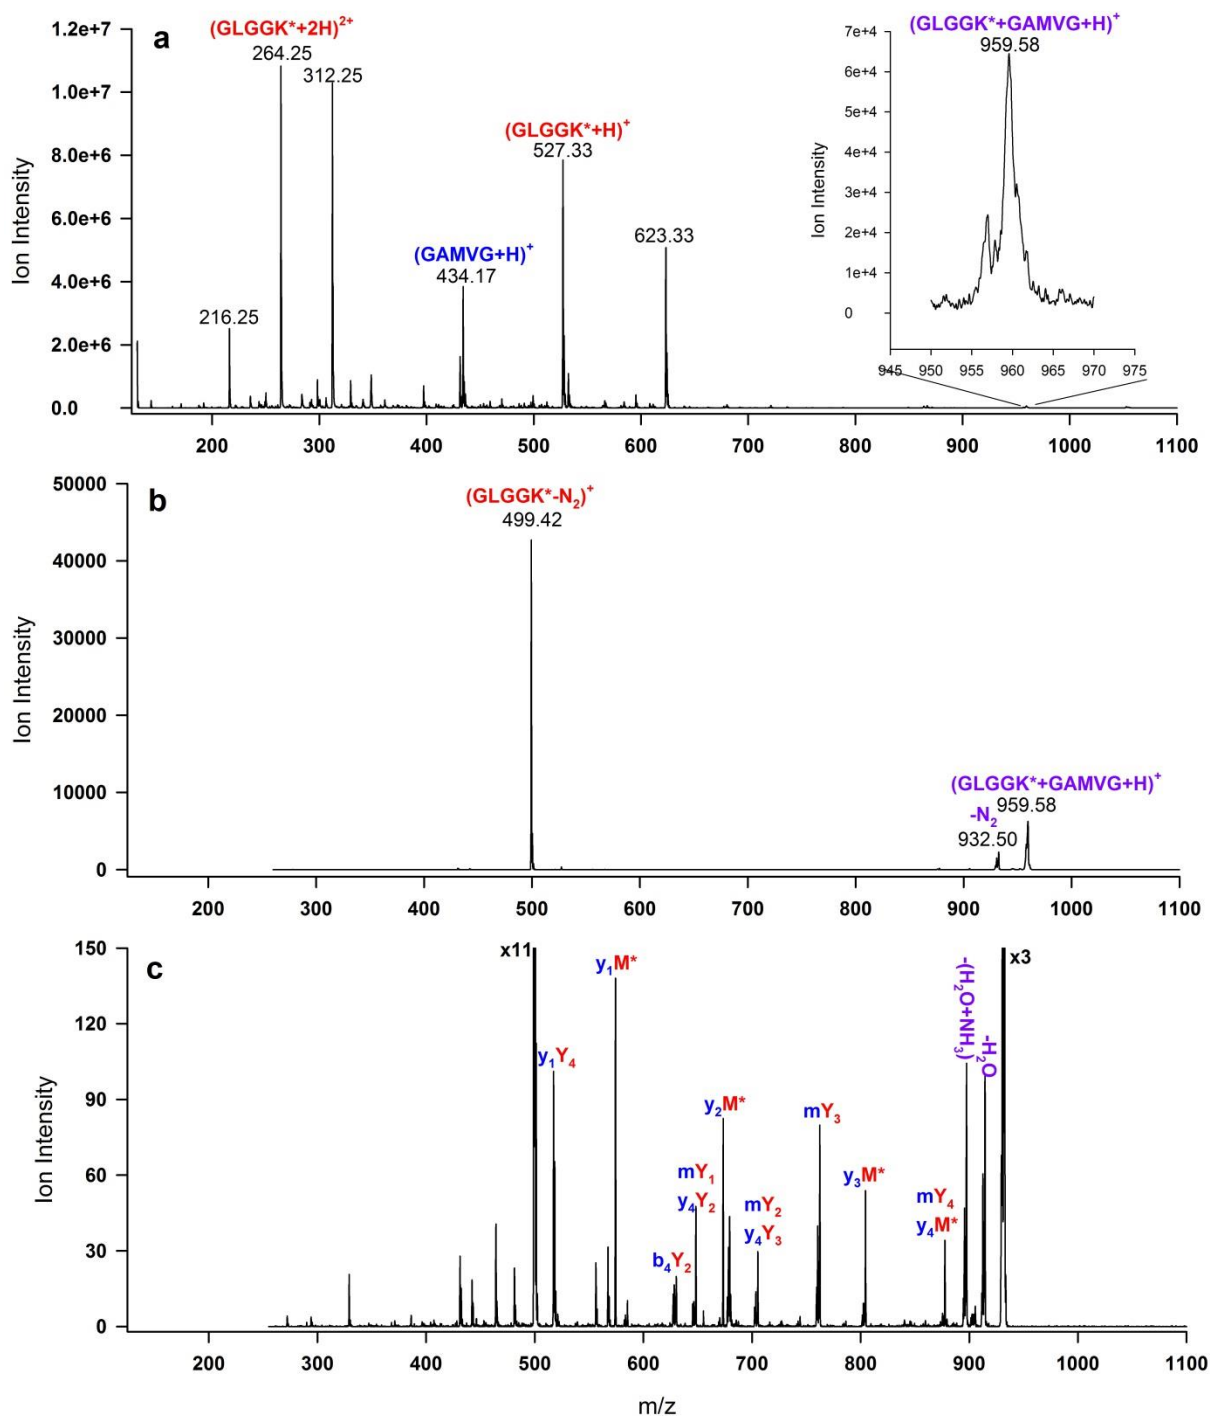 a
(GLGGK*+2H)²⁺
264.25
312.25
(GLGGK*+H)⁺
527.33
(GAMVG+H)⁺
434.17
623.33
216.25
1.2e+7
1.0e+7
8.0e+6
6.0e+6
4.0e+6
2.0e+6
0.0
Ion Intensity
200 300 400 500 600 700 800 900 1000 1100
(GLGGK*+GAMVG+H)⁺
959.58
7e+4
6e+4
5e+4
4e+4
3e+4
2e+4
1e+4
0
Ion Intensity
945 950 955 960 965 970 975
b
(GLGGK*-N₂)⁺
499.42
(GLGGK*+GAMVG+H)⁺
959.58
-N₂
932.50
50000
40000
30000
20000
10000
0
Ion Intensity
200 300 400 500 600 700 800 900 1000 1100
c
x11
y₁M*
y₁Y₄
b₄Y₂
mY₁
y₄Y₂
y₂M*
mY₂
y₄Y₃
mY₃
y₃M*
mY₄
y₄M*
-(H₂O+NH₃)
-H₂O
x3
150
120
90
60
30
0
Ion Intensity
200 300 400 500 600 700 800 900 1000 1100
m/z